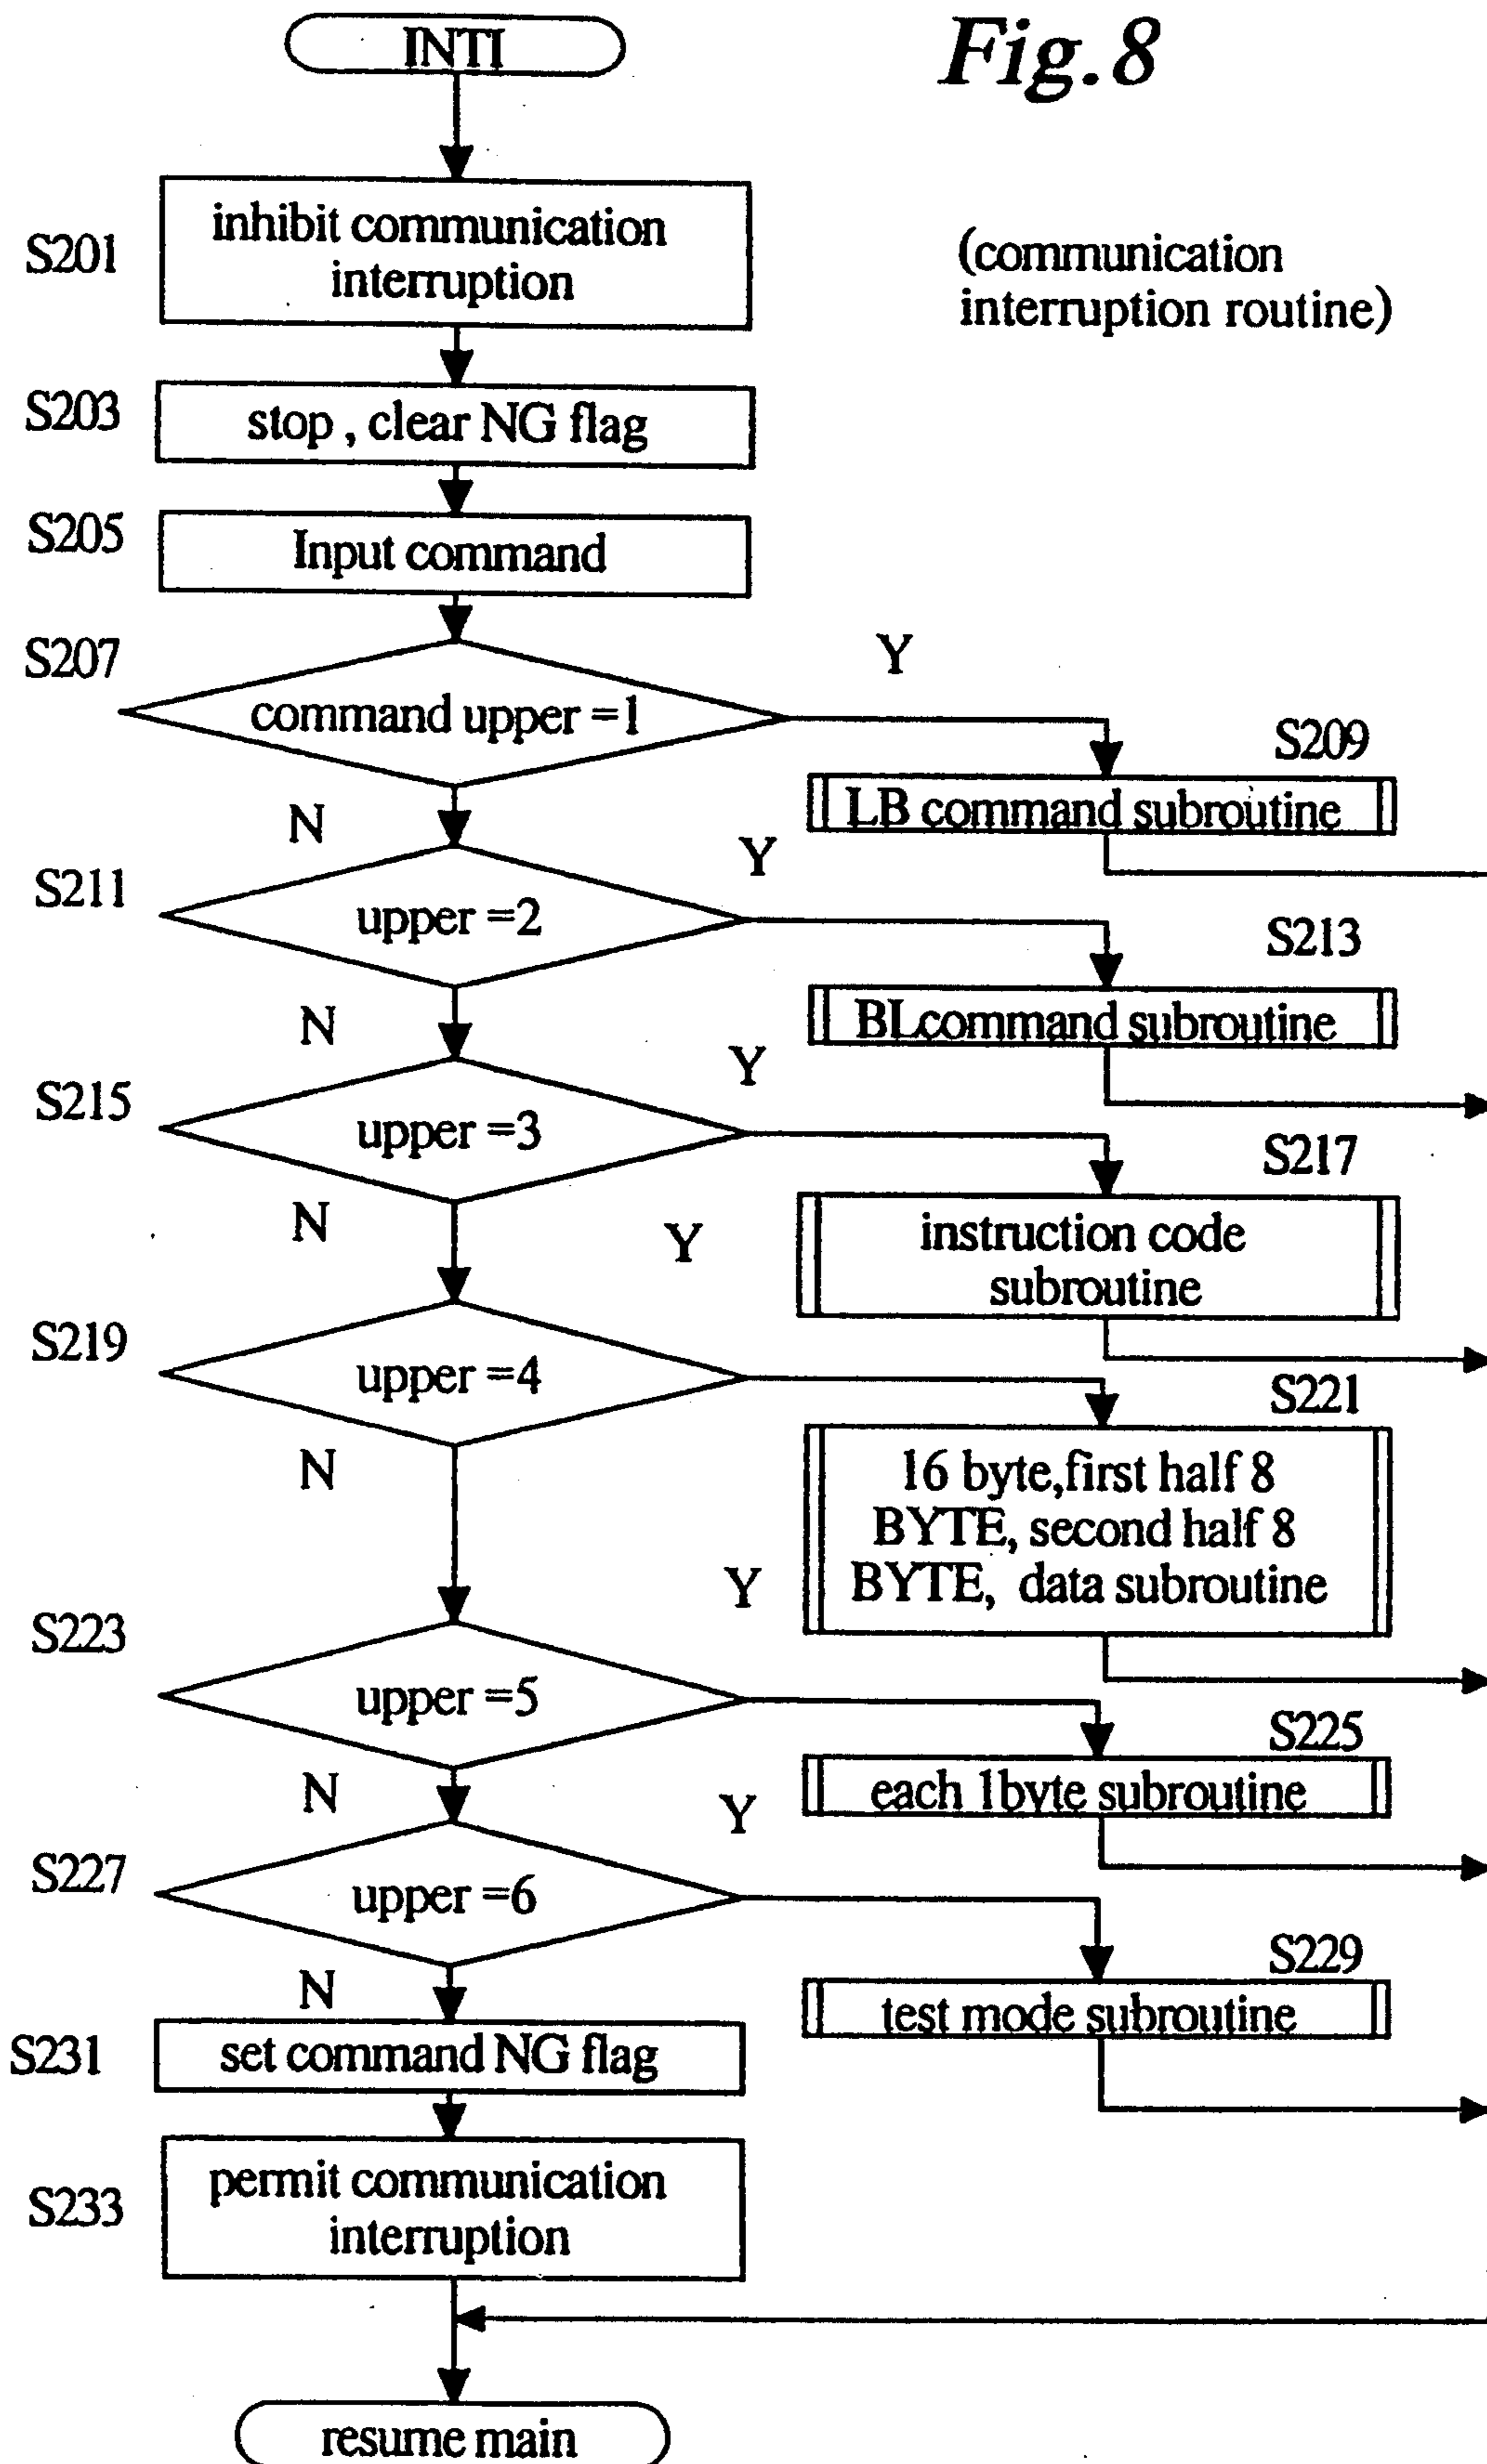 Fig.8
INTI
S201
inhibit communication
interruption
(communication
interruption routine)
S203
stop , clear NG flag
S205
Input command
S207
command upper =1
Y
N
S209
LB command subroutine
S211
upper =2
Y
N
S213
BLcommand subroutine
S215
upper =3
Y
N
S217
instruction code
subroutine
S219
upper =4
Y
N
S221
16 byte,first half 8
BYTE, second half 8
BYTE, data subroutine
S223
upper =5
Y
N
S225
each 1byte subroutine
S227
upper =6
Y
N
S229
test mode subroutine
S231
set command NG flag
S233
permit communication
interruption
resume main